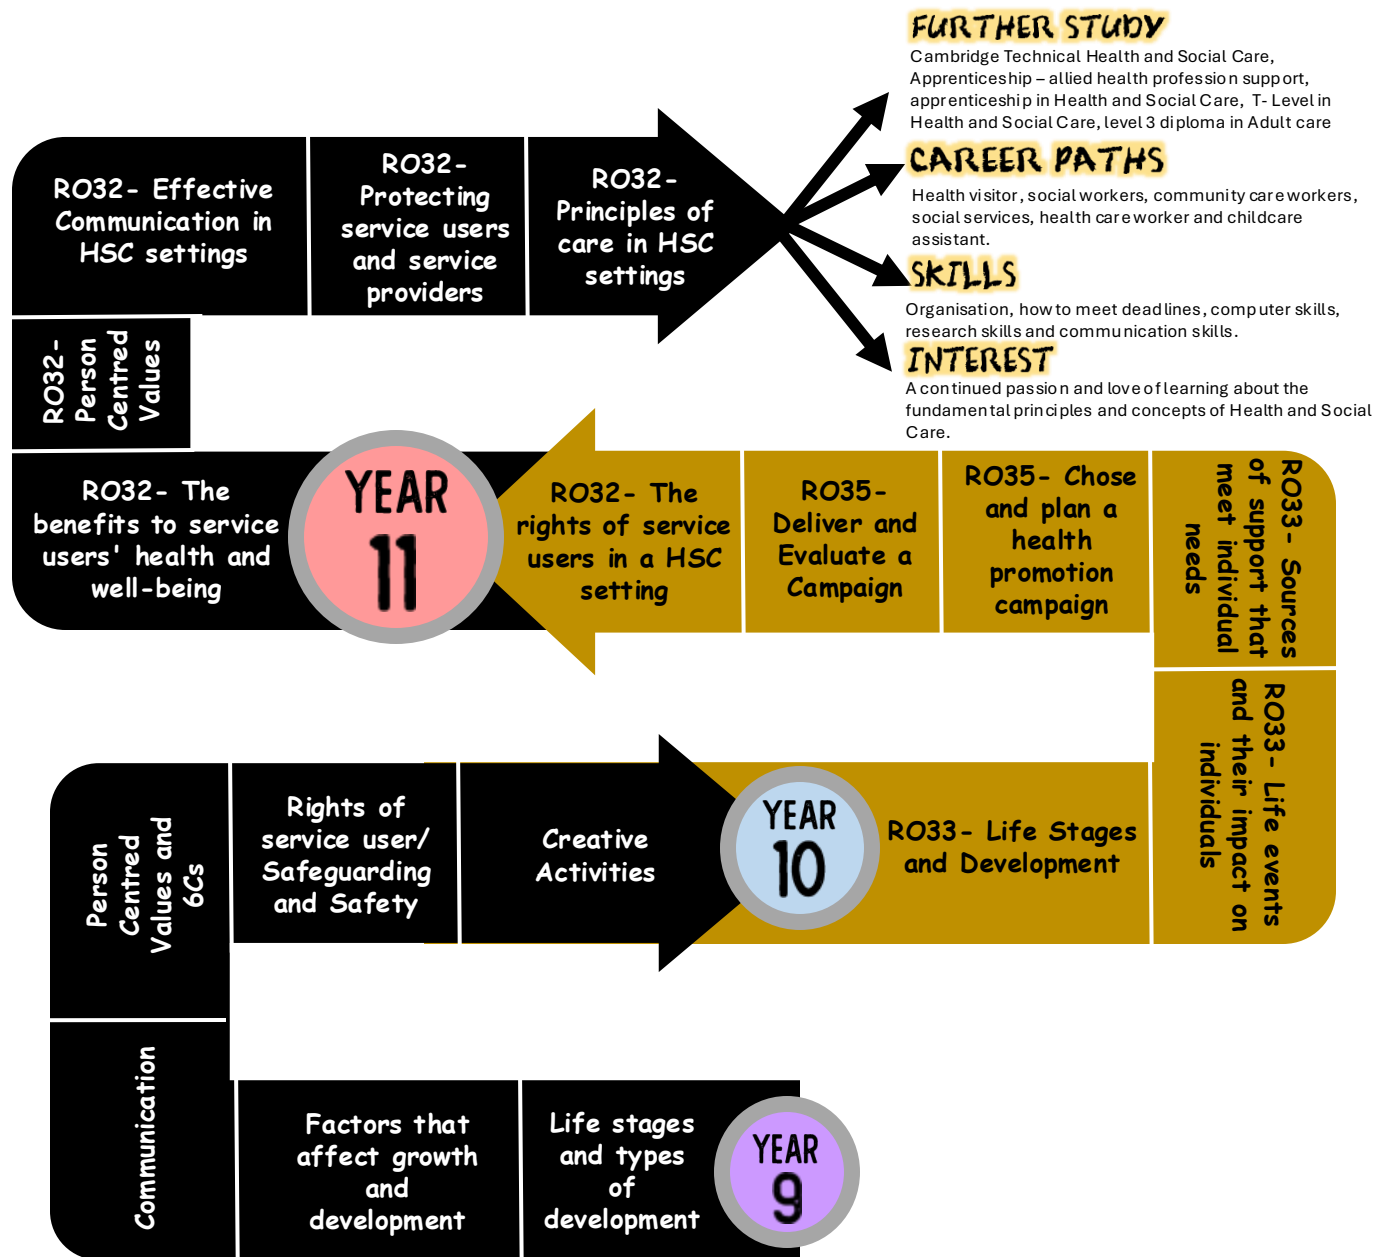 FURTHER STUDY
Cambridge Technical Health and Social Care,
Apprenticeship – allied health profession support,
apprenticeship in Health and Social Care, T- Level in
Health and Social Care, level 3 diploma in Adult care
CAREER PATHS
Health visitor, social workers, community care workers,
social services, health care worker and childcare
assistant.
SKILLS
Organisation, how to meet deadlines, computer skills,
research skills and communication skills.
INTEREST
A continued passion and love of learning about the
fundamental principles and concepts of Health and Social
Care.
RO32- Effective
Communication in
HSC settings
RO32-
Protecting
service users
and service
providers
RO32-
Principles of
care in HSC
settings
RO32-
Person
Centred
Values
RO32- The
benefits to service
users' health and
well-being
YEAR
11
RO32- The
rights of service
users in a HSC
setting
RO35-
Deliver and
Evaluate a
Campaign
RO35- Chose
and plan a
health
promotion
campaign
RO33- Sources
of support that
meet individual
needs
RO33- Life events
and their impact on
individuals
Person
Centred
Values and
6Cs
Rights of
service user/
Safeguarding
and Safety
Creative
Activities
YEAR
10
RO33- Life Stages
and Development
Communication
Factors that
affect growth
and
development
Life stages
and types
of
development
YEAR
9